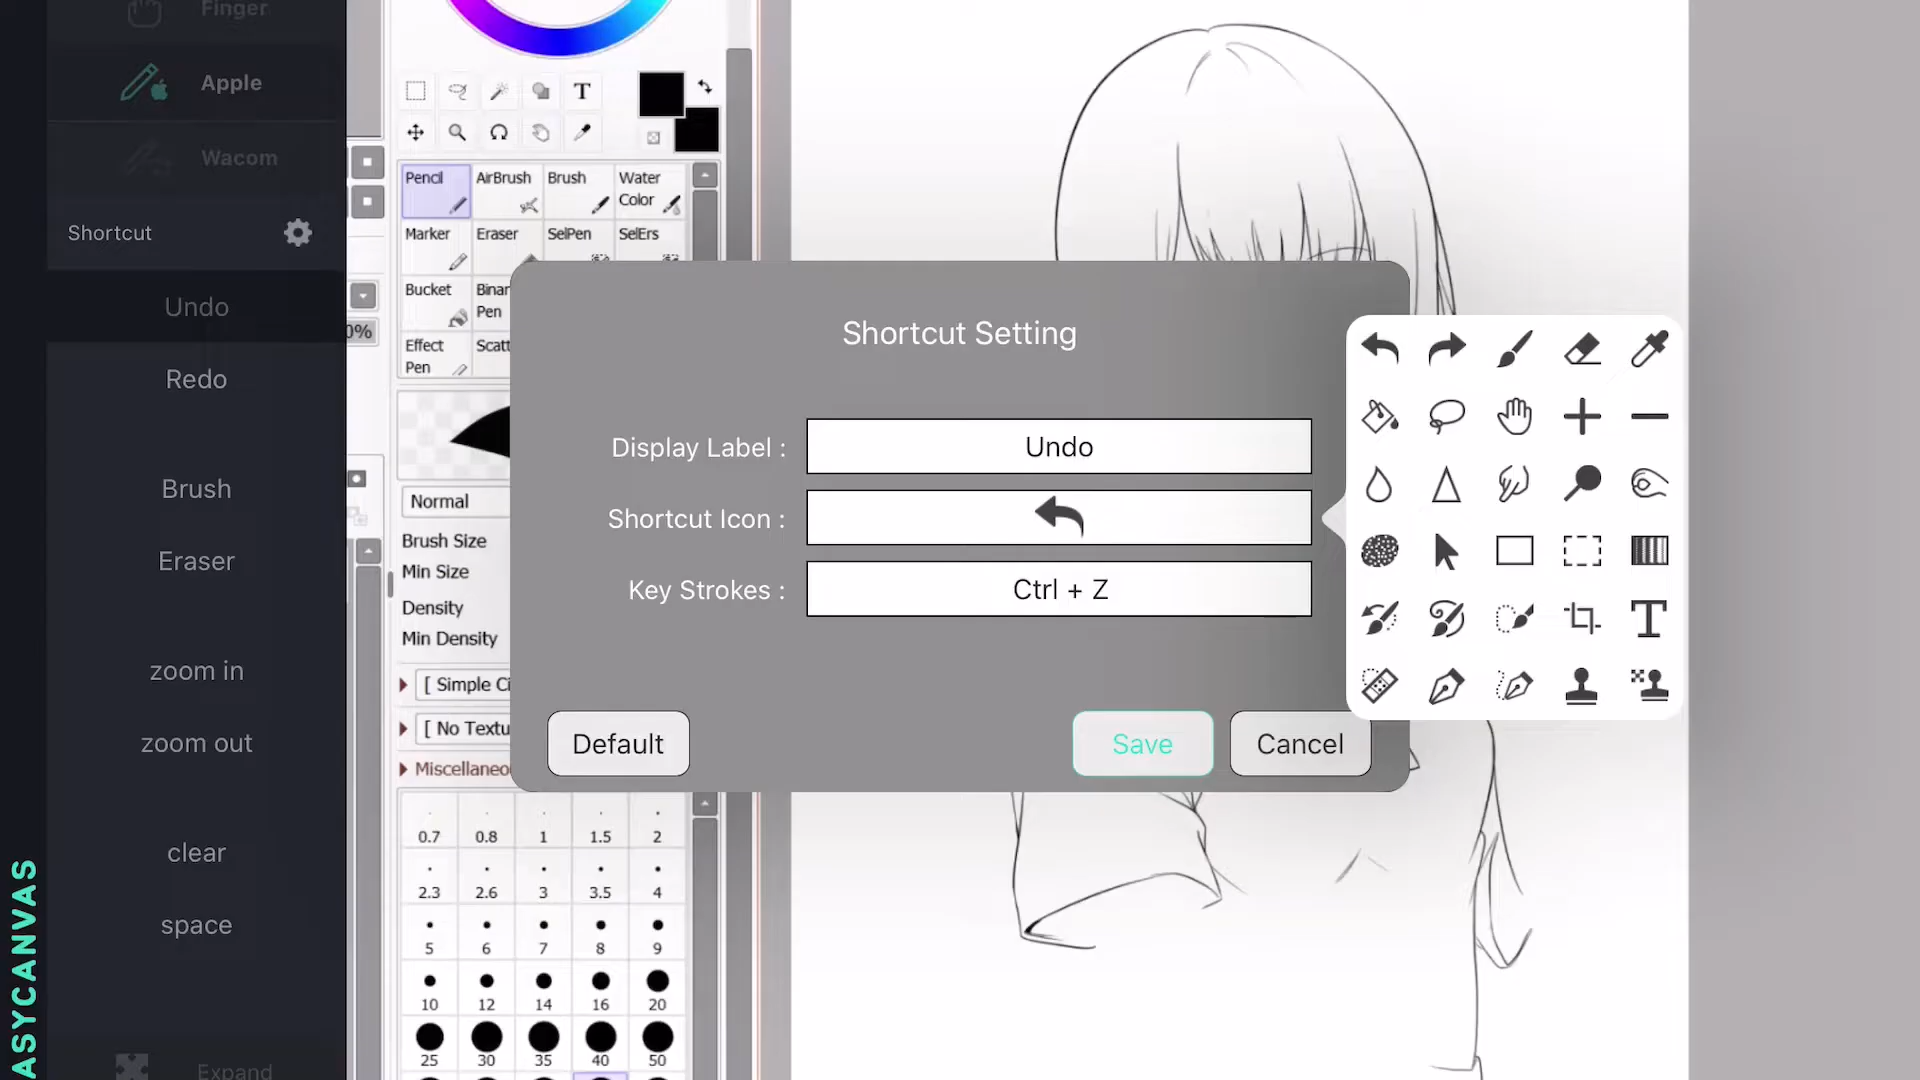 Finger
Apple
Wacom
Shortcut
Undo
Redo
Brush
Eraser
zoom in
zoom out
clear
space
Expand
ASYCANVAS
T
Pencil
AirBrush
Brush
Water
Color
Marker
Eraser
SelPen
SelErs
Bucket
Binar
Pen
0%
Effect
Pen
Scatt
Normal
Brush Size
Min Size
Density
Min Density
[ Simple Ci
[ No Textu
Miscellaneo
0.7 0.8 1 1.5 2
2.3 2.6 3 3.5 4
5 6 7 8 9
10 12 14 16 20
25 30 35 40 50
Shortcut Setting
Display Label : Undo
Shortcut Icon :
Key Strokes : Ctrl + Z
Default
Save
Cancel
T